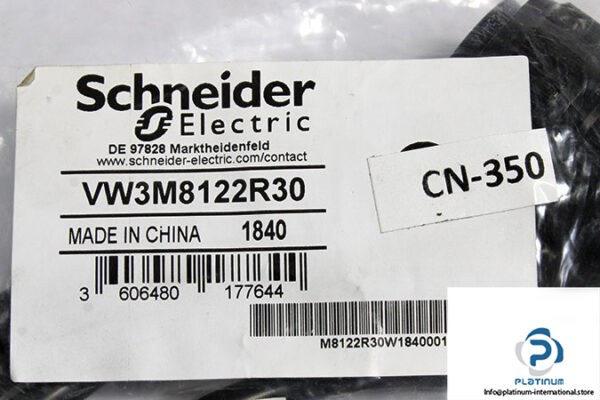 Schneider
Electric
DE 97828 Marktheidenfeld
www.schneider-electric.com/contact
VW3M8122R30
MADE IN CHINA 1840
3 606480 177644
M8122R30W1840001
CN-350
PLATINUM
Info@platinum-international.store